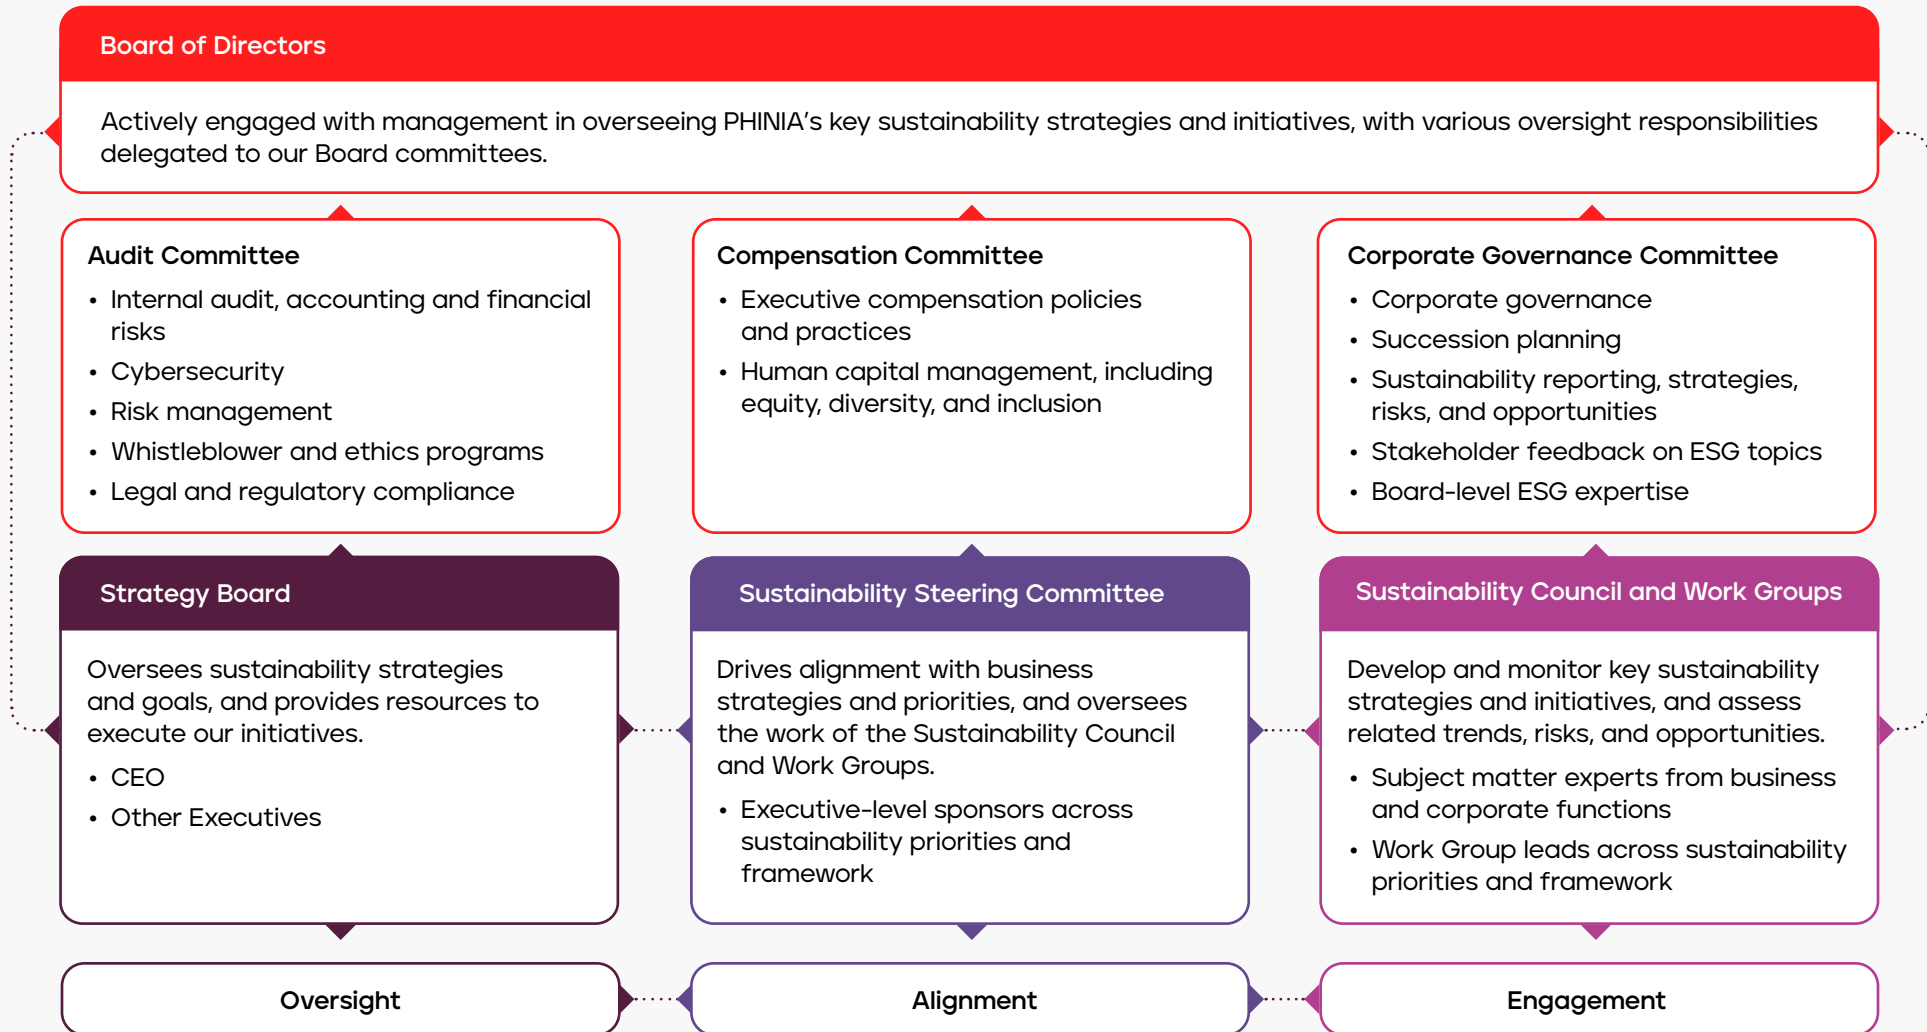 Board of Directors
Actively engaged with management in overseeing PHINIA's key sustainability strategies and initiatives, with various oversight responsibilities
delegated to our Board committees.
Audit Committee
• Internal audit, accounting and financial
risks
• Cybersecurity
• Risk management
• Whistleblower and ethics programs
• Legal and regulatory compliance
Compensation Committee
• Executive compensation policies
and practices
• Human capital management, including
equity, diversity, and inclusion
Corporate Governance Committee
• Corporate governance
• Succession planning
• Sustainability reporting, strategies,
risks, and opportunities
• Stakeholder feedback on ESG topics
• Board-level ESG expertise
Strategy Board
Oversees sustainability strategies
and goals, and provides resources to
execute our initiatives.
• CEO
• Other Executives
Sustainability Steering Committee
Drives alignment with business
strategies and priorities, and oversees
the work of the Sustainability Council
and Work Groups.
• Executive-level sponsors across
sustainability priorities and
framework
Sustainability Council and Work Groups
Develop and monitor key sustainability
strategies and initiatives, and assess
related trends, risks, and opportunities.
• Subject matter experts from business
and corporate functions
• Work Group leads across sustainability
priorities and framework
Oversight
Alignment
Engagement